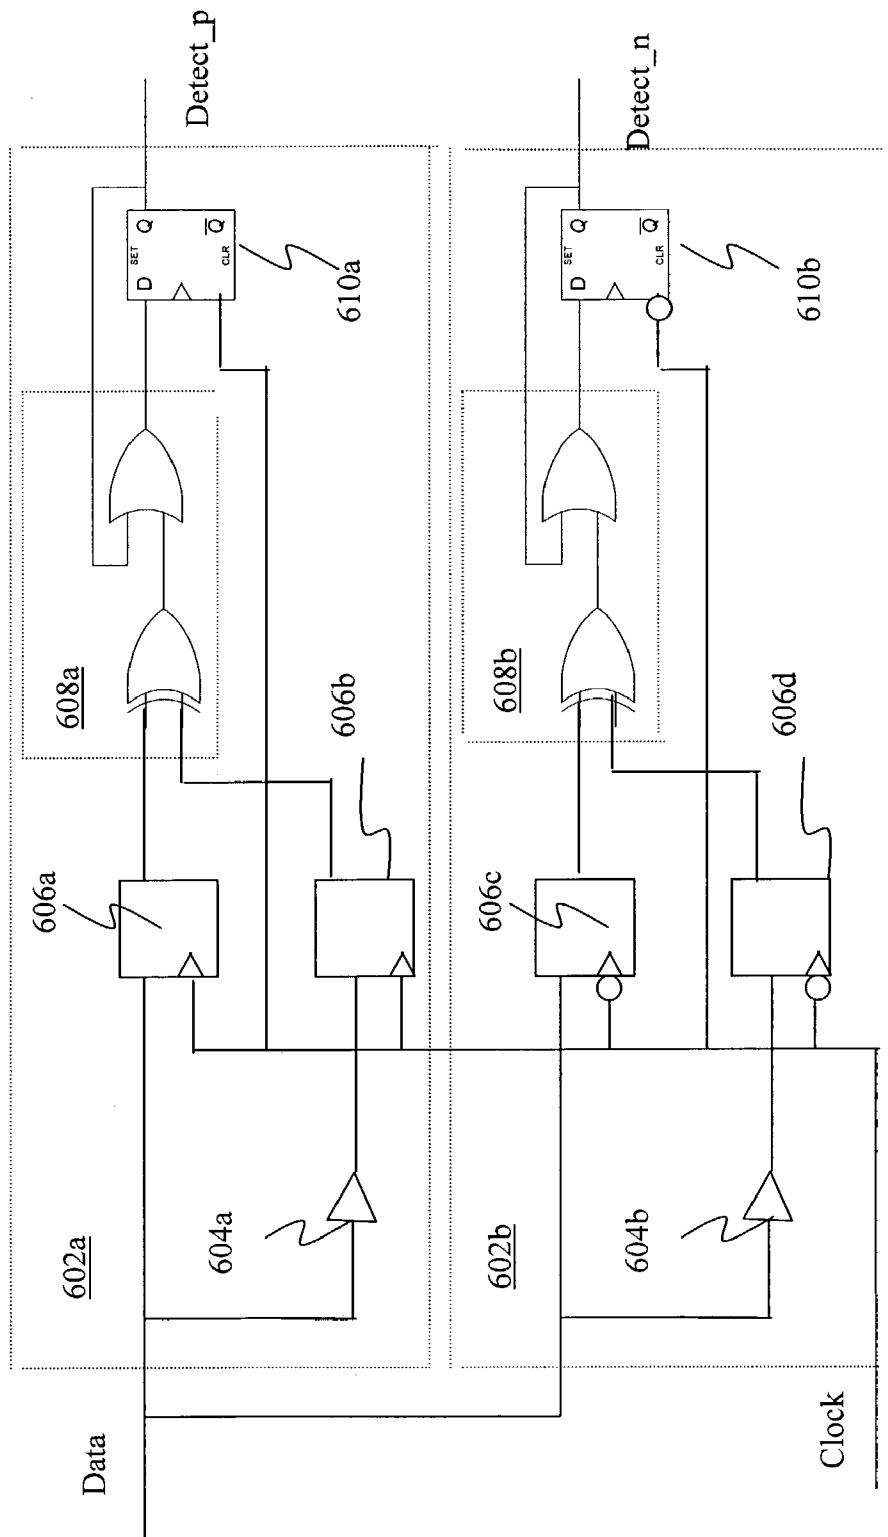 Data
602a
606a
608a
D
SET
Q
CLR
Q̅
Detect_p
604a
606b
610a
602b
606c
608b
D
SET
Q
CLR
Q̅
Detect_n
604b
606d
610b
Clock